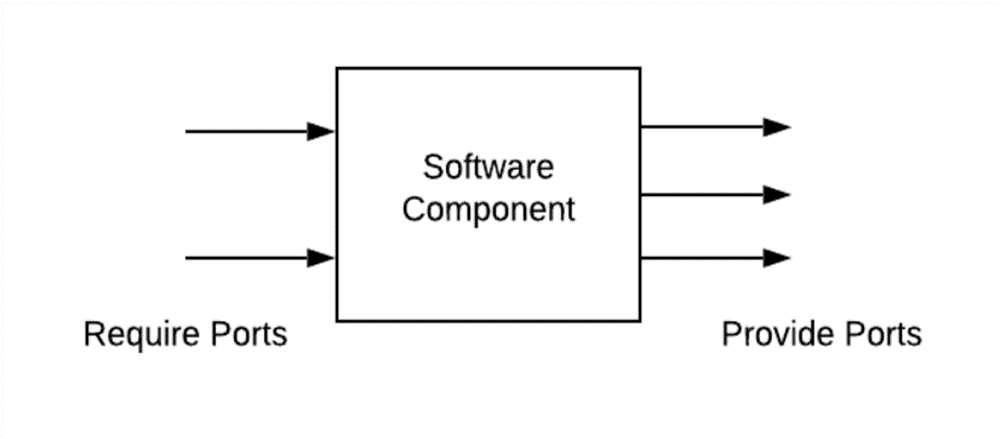 Software
Component
Require Ports
Provide Ports